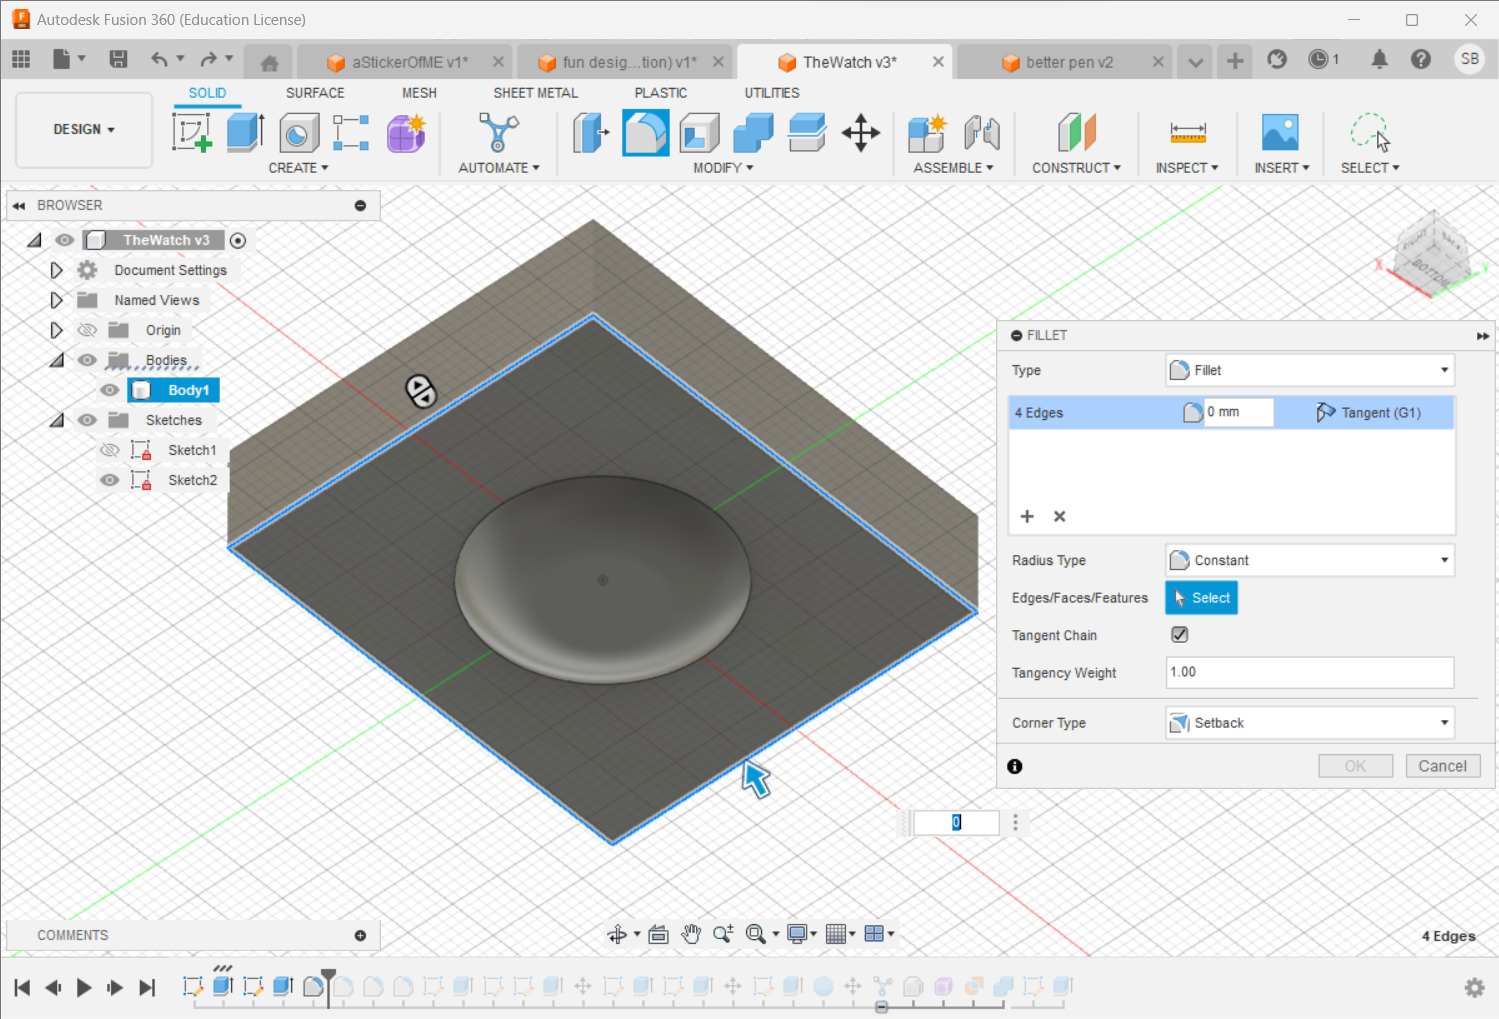 Autodesk Fusion 360 (Education License)
aStickerOfME v1*
fun desig...tion) v1*
TheWatch v3*
better pen v2
1
SB
SOLID
SURFACE
MESH
SHEET METAL
PLASTIC
UTILITIES
DESIGN
CREATE
AUTOMATE
MODIFY
ASSEMBLE
CONSTRUCT
INSPECT
INSERT
SELECT
BROWSER
TheWatch v3
Document Settings
Named Views
Origin
Bodies
Body1
Sketches
Sketch1
Sketch2
RIGHT
BACK
BOTTOM
X
Y
FILLET
Type
Fillet
4 Edges
0 mm
Tangent (G1)
Radius Type
Constant
Edges/Faces/Features
Select
Tangent Chain
Tangency Weight
1.00
Corner Type
Setback
OK
Cancel
0
COMMENTS
4 Edges